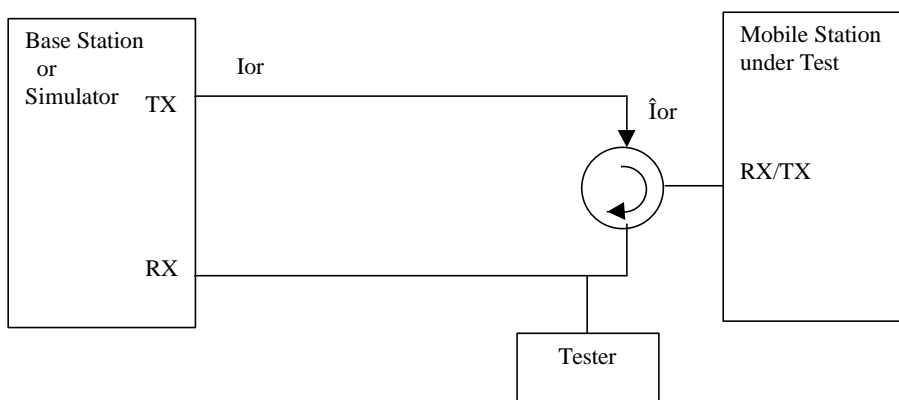 Base Station
or
Simulator
TX
RX
Ior
Îor
Mobile Station
under Test
RX/TX
Tester